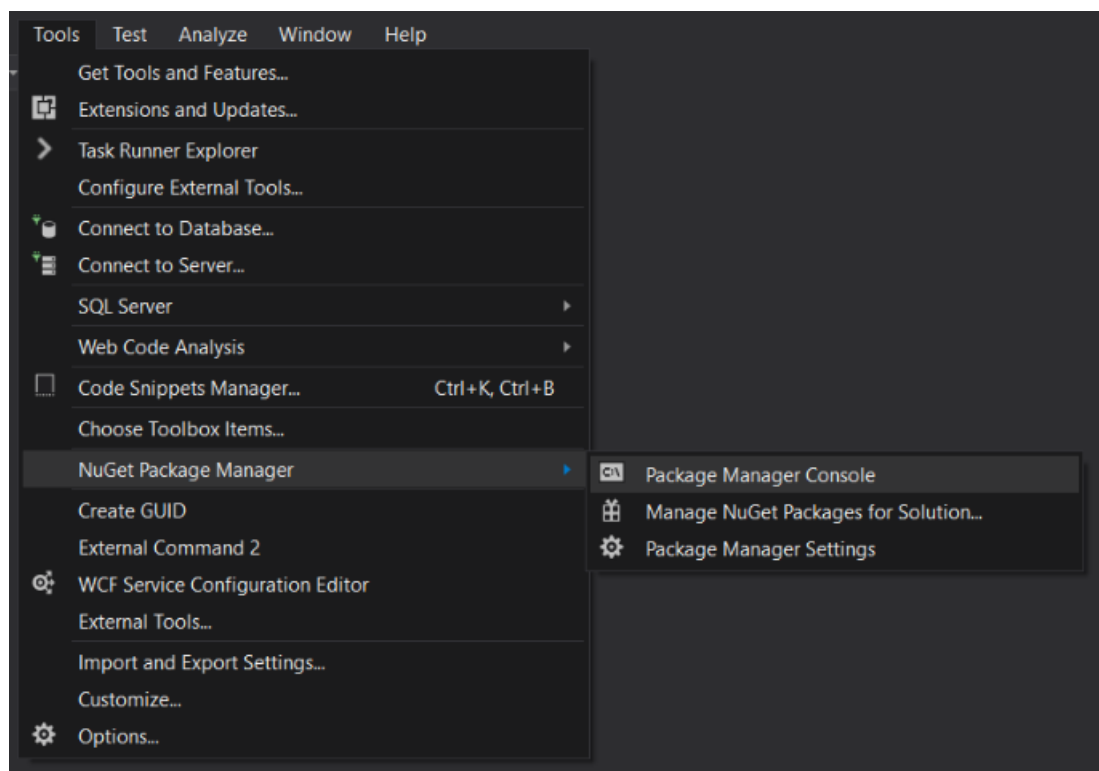 Tools Test Analyze Window Help
Get Tools and Features...
Extensions and Updates...
Task Runner Explorer
Configure External Tools...
Connect to Database...
Connect to Server...
SQL Server
Web Code Analysis
Code Snippets Manager... Ctrl+K, Ctrl+B
Choose Toolbox Items...
NuGet Package Manager
Create GUID
External Command 2
WCF Service Configuration Editor
External Tools...
Import and Export Settings...
Customize...
Options...
Package Manager Console
Manage NuGet Packages for Solution...
Package Manager Settings